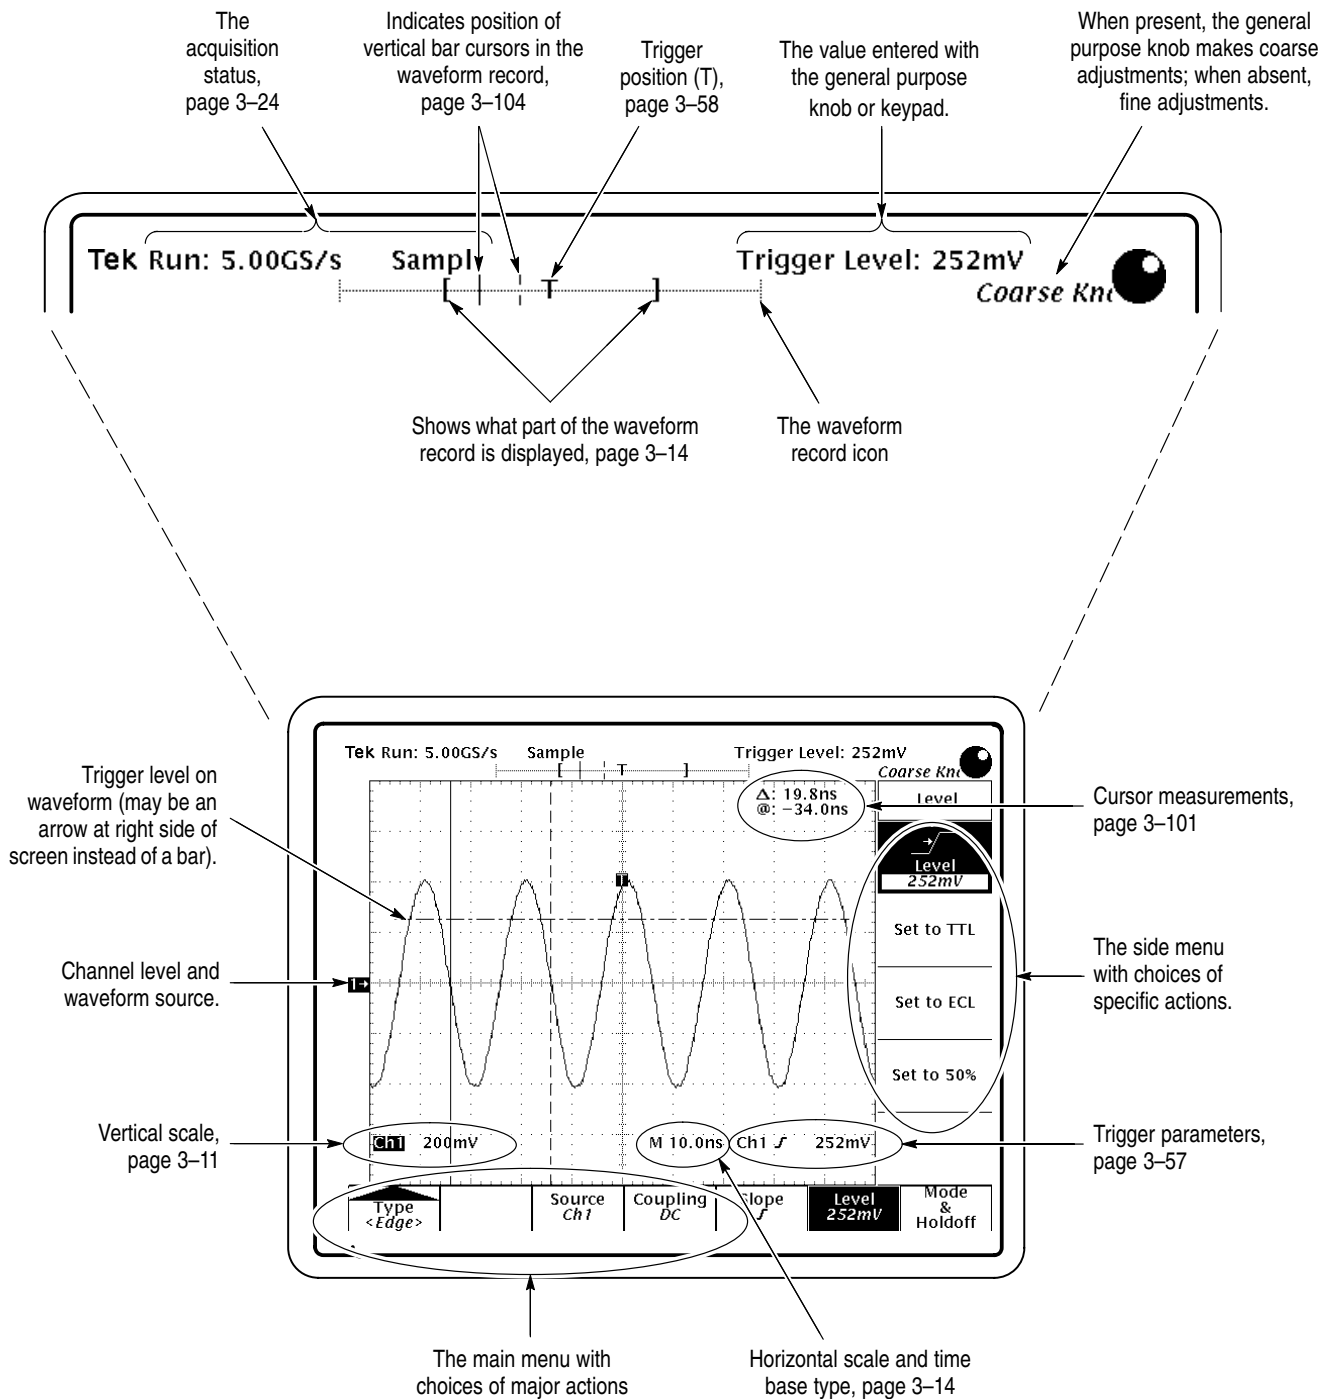 The
acquisition
status,
page 3–24
Indicates position of
vertical bar cursors in the
waveform record,
page 3–104
Trigger
position (T),
page 3–58
The value entered with
the general purpose
knob or keypad.
When present, the general
purpose knob makes coarse
adjustments; when absent,
fine adjustments.
Tek Run: 5.00GS/s Sampl Trigger Level: 252mV
[ T ]
Coarse Kn
Shows what part of the waveform
record is displayed, page 3–14
The waveform
record icon
Tek Run: 5.00GS/s Sample Trigger Level: 252mV
[ T ]
Coarse Kn
Δ: 19.8ns
@: −34.0ns
Level
Level
252mV
Set to TTL
Set to ECL
Set to 50%
T
1→
Ch1 200mV M 10.0ns Ch1 252mV
Type
<Edge>
Source
Ch1
Coupling
DC
Slope
Level
252mV
Mode
&
Holdoff
Trigger level on
waveform (may be an
arrow at right side of
screen instead of a bar).
Channel level and
waveform source.
Vertical scale,
page 3–11
Cursor measurements,
page 3–101
The side menu
with choices of
specific actions.
Trigger parameters,
page 3–57
The main menu with
choices of major actions
Horizontal scale and time
base type, page 3–14